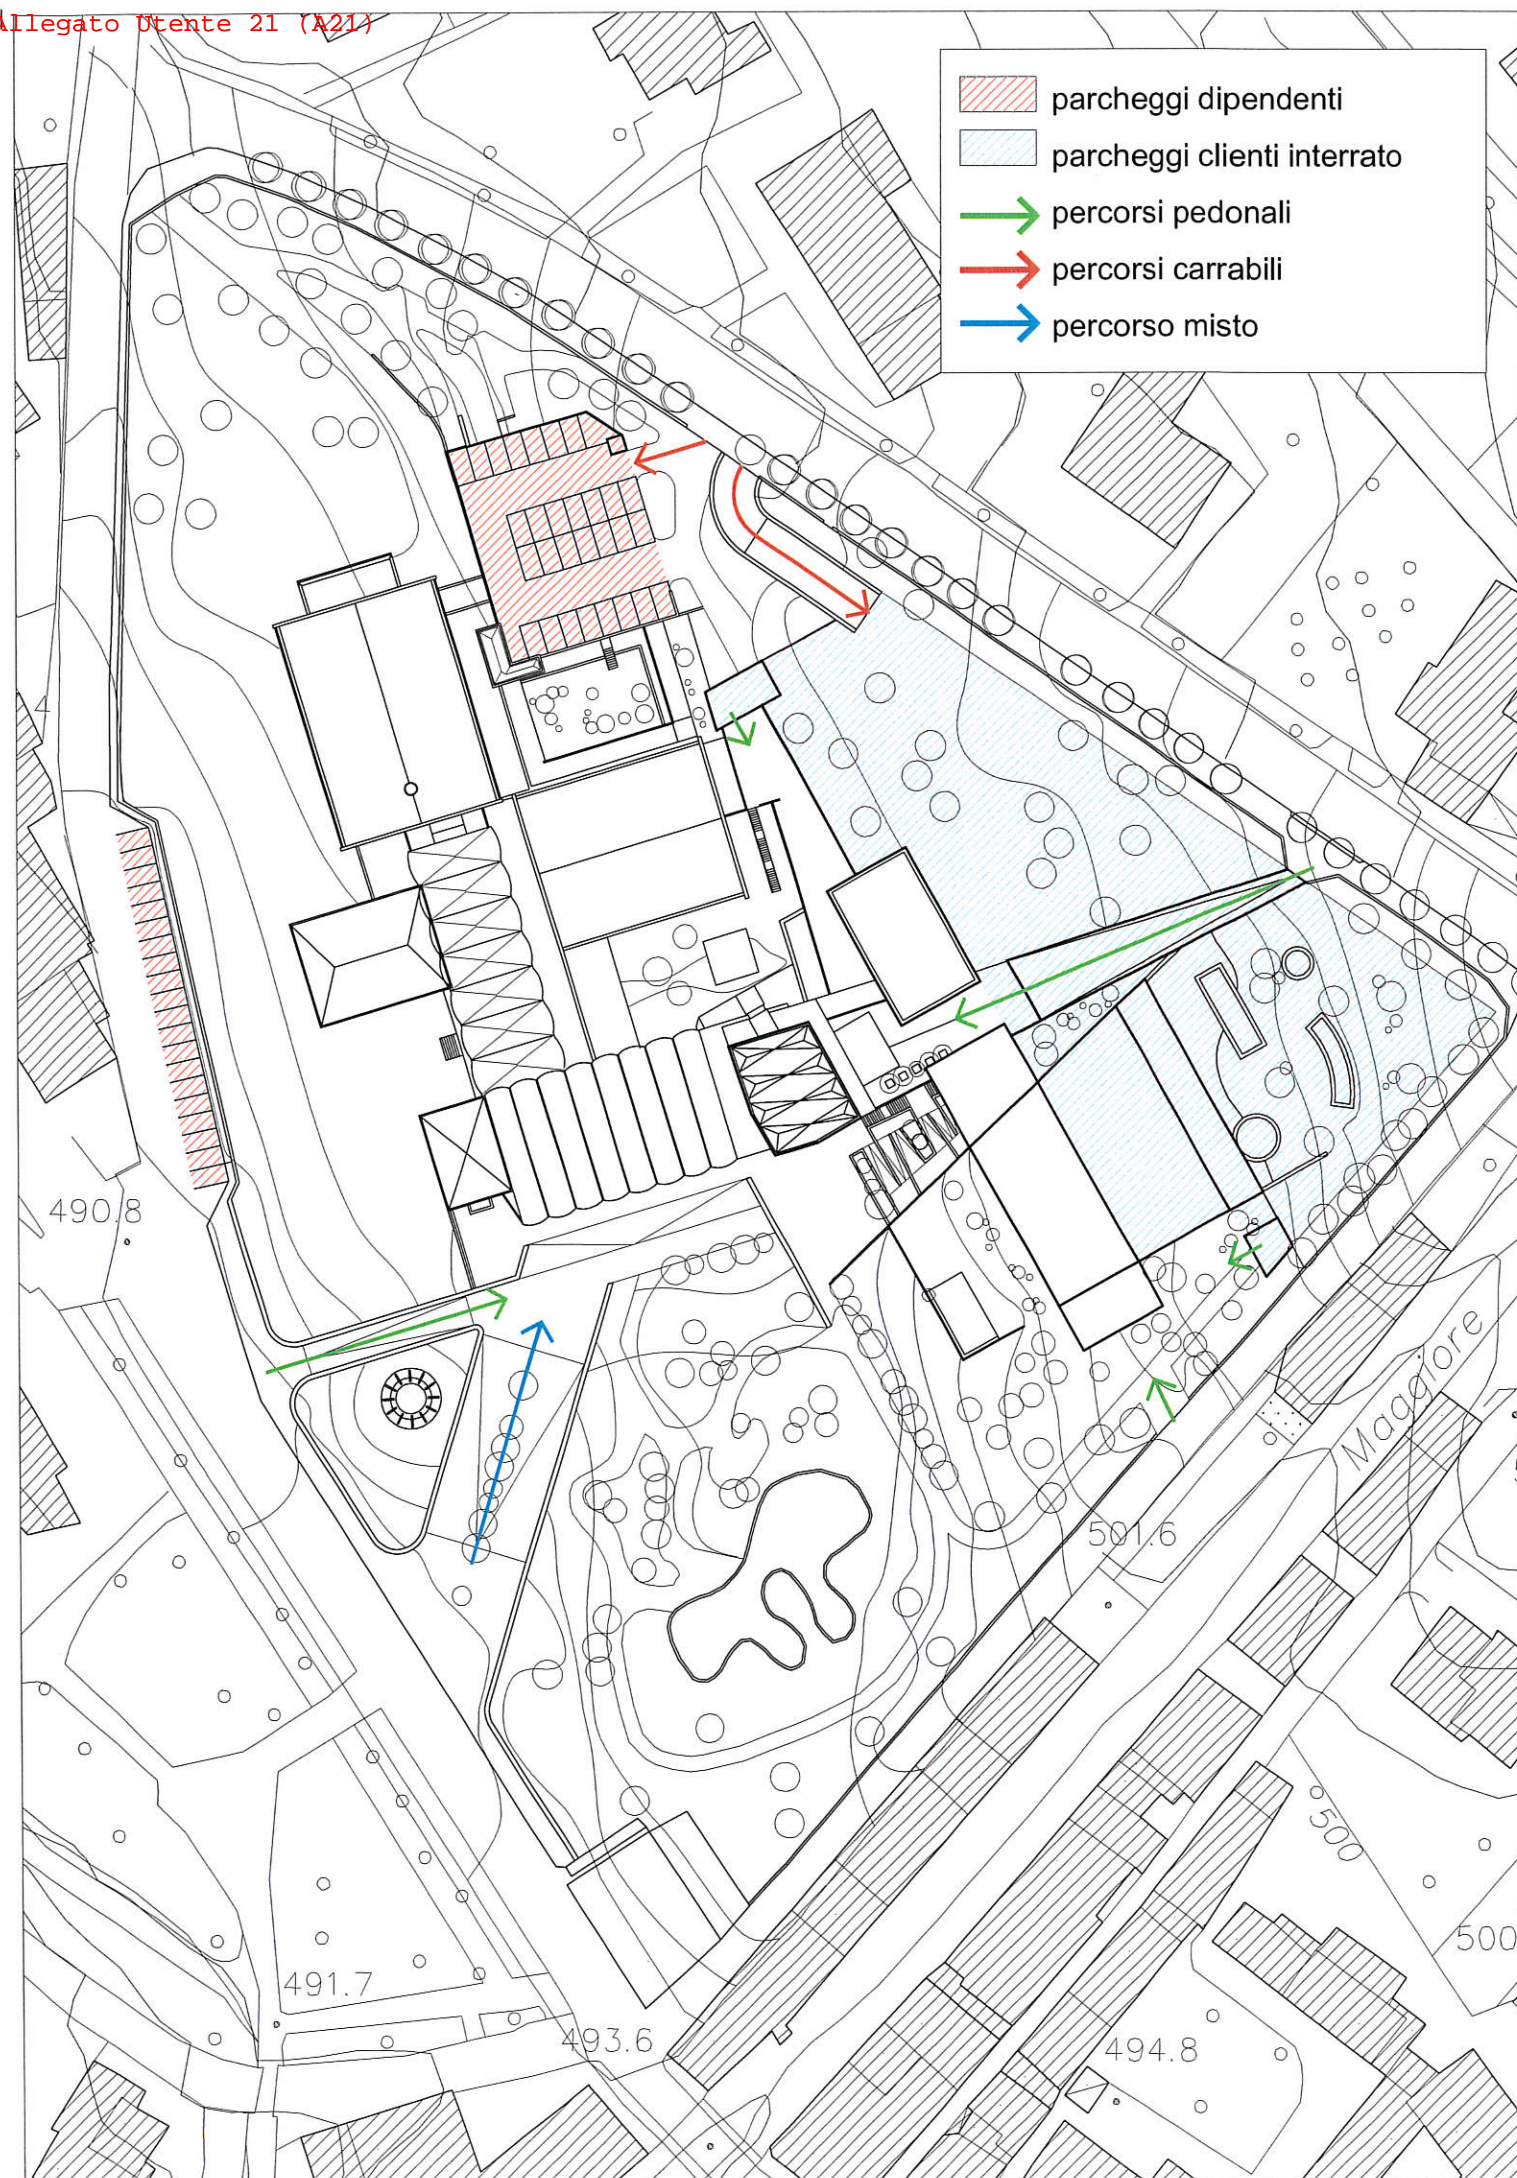 Allegato Utente 21 (A21)
parcheggi dipendenti
parcheggi clienti interrato
percorsi pedonali
percorsi carrabili
percorso misto
4
490.8
Maggiore
501.6
500
500
491.7
493.6
494.8